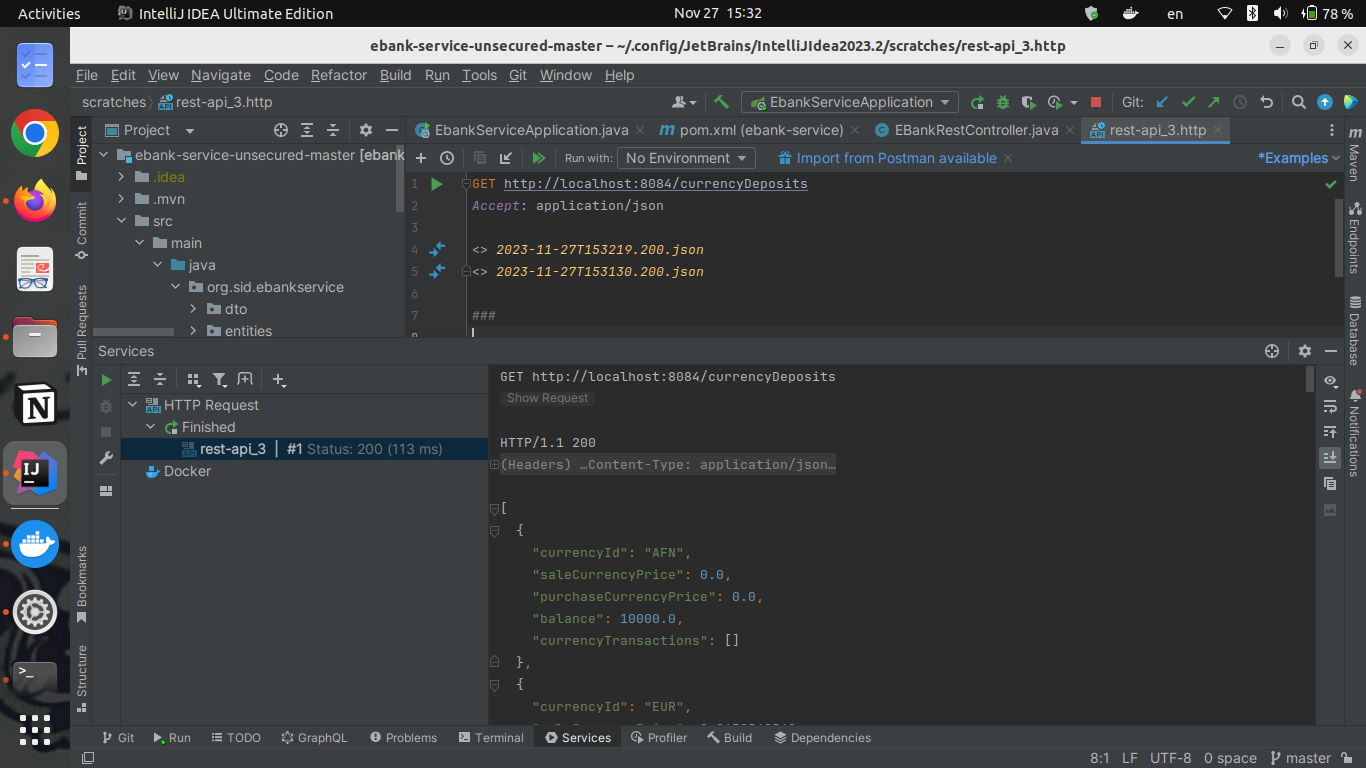 Activities IntelliJ IDEA Ultimate Edition Nov 27 15:32 en 78 %
ebank-service-unsecured-master – ~/.config/JetBrains/IntelliJIdea2023.2/scratches/rest-api_3.http
File Edit View Navigate Code Refactor Build Run Tools Git Window Help
scratches rest-api_3.http EbankServiceApplication Git:
Project EbankServiceApplication.java pom.xml (ebank-service) EBankRestController.java rest-api_3.http
Run with: No Environment Import from Postman available *Examples
ebank-service-unsecured-master [ebank
.idea
.mvn
src
main
java
org.sid.ebankservice
dto
entities
Project
Commit
Pull Requests
Bookmarks
Structure
1 GET http://localhost:8084/currencyDeposits
2 Accept: application/json
3
4 <> 2023-11-27T153219.200.json
5 <> 2023-11-27T153130.200.json
6
7 ###
8
Maven
Endpoints
Database
Notifications
Services
HTTP Request
Finished
rest-api_3 | #1 Status: 200 (113 ms)
Docker
GET http://localhost:8084/currencyDeposits
Show Request
HTTP/1.1 200
(Headers) …Content-Type: application/json…
[
{
"currencyId": "AFN",
"saleCurrencyPrice": 0.0,
"purchaseCurrencyPrice": 0.0,
"balance": 10000.0,
"currencyTransactions": []
},
{
"currencyId": "EUR",
Git Run TODO GraphQL Problems Terminal Services Profiler Build Dependencies
8:1 LF UTF-8 0 space master